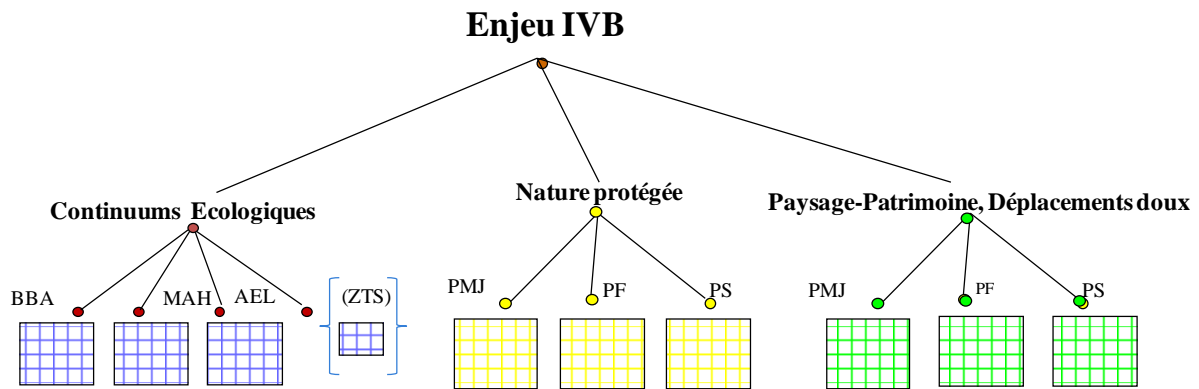 Enjeu IVB
Continuums Ecologiques
Nature protégée
Paysage-Patrimoine, Déplacements doux
BBA
MAH
AEL
(ZTS)
PMJ
PF
PS
PMJ
PF
PS